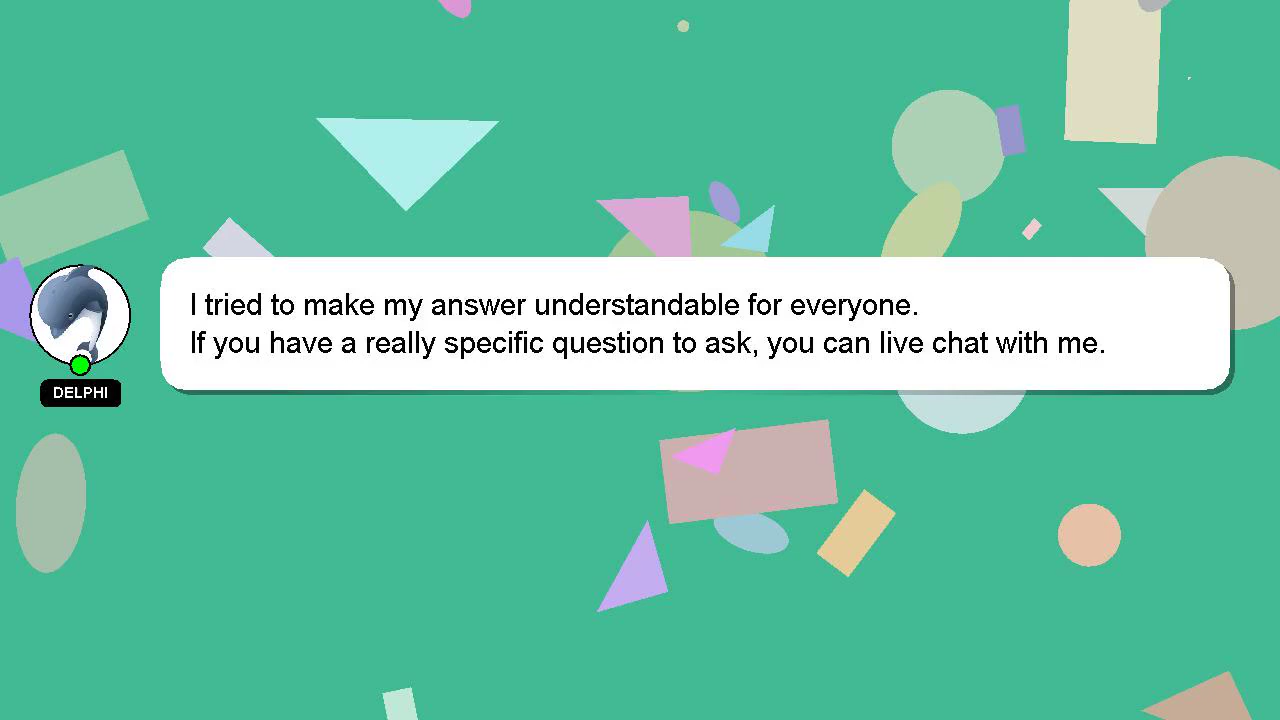 I tried to make my answer understandable for everyone.
If you have a really specific question to ask, you can live chat with me.
DELPHI